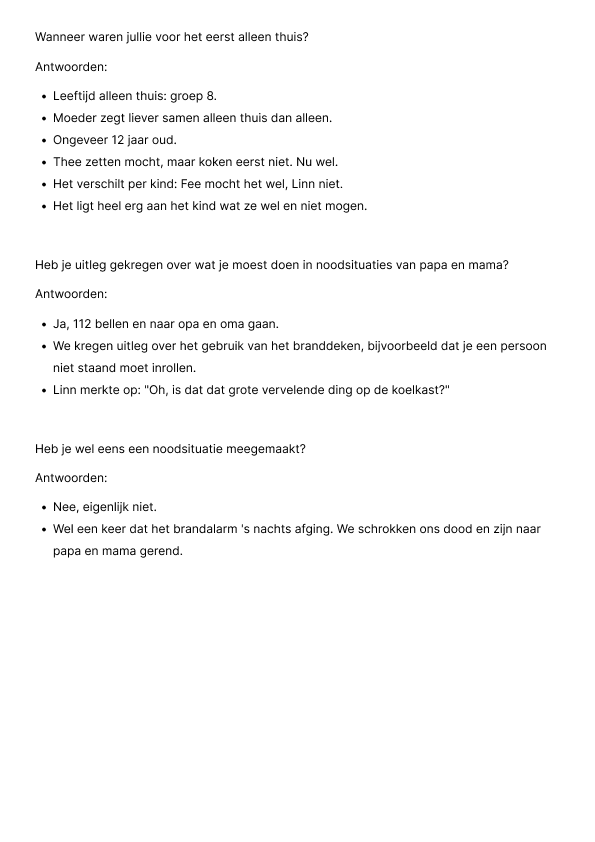 Wanneer waren jullie voor het eerst alleen thuis?
Antwoorden:
• Leeftijd alleen thuis: groep 8.
• Moeder zegt liever samen alleen thuis dan alleen.
• Ongeveer 12 jaar oud.
• Thee zetten mocht, maar koken eerst niet. Nu wel.
• Het verschilt per kind: Fee mocht het wel, Linn niet.
• Het ligt heel erg aan het kind wat ze wel en niet mogen.
Heb je uitleg gekregen over wat je moest doen in noodsituaties van papa en mama?
Antwoorden:
• Ja, 112 bellen en naar opa en oma gaan.
• We kregen uitleg over het gebruik van het branddeken, bijvoorbeeld dat je een persoon
niet staand moet inrollen.
• Linn merkte op: "Oh, is dat dat grote vervelende ding op de koelkast?"
Heb je wel eens een noodsituatie meegemaakt?
Antwoorden:
• Nee, eigenlijk niet.
• Wel een keer dat het brandalarm 's nachts afging. We schrokken ons dood en zijn naar
papa en mama gerend.